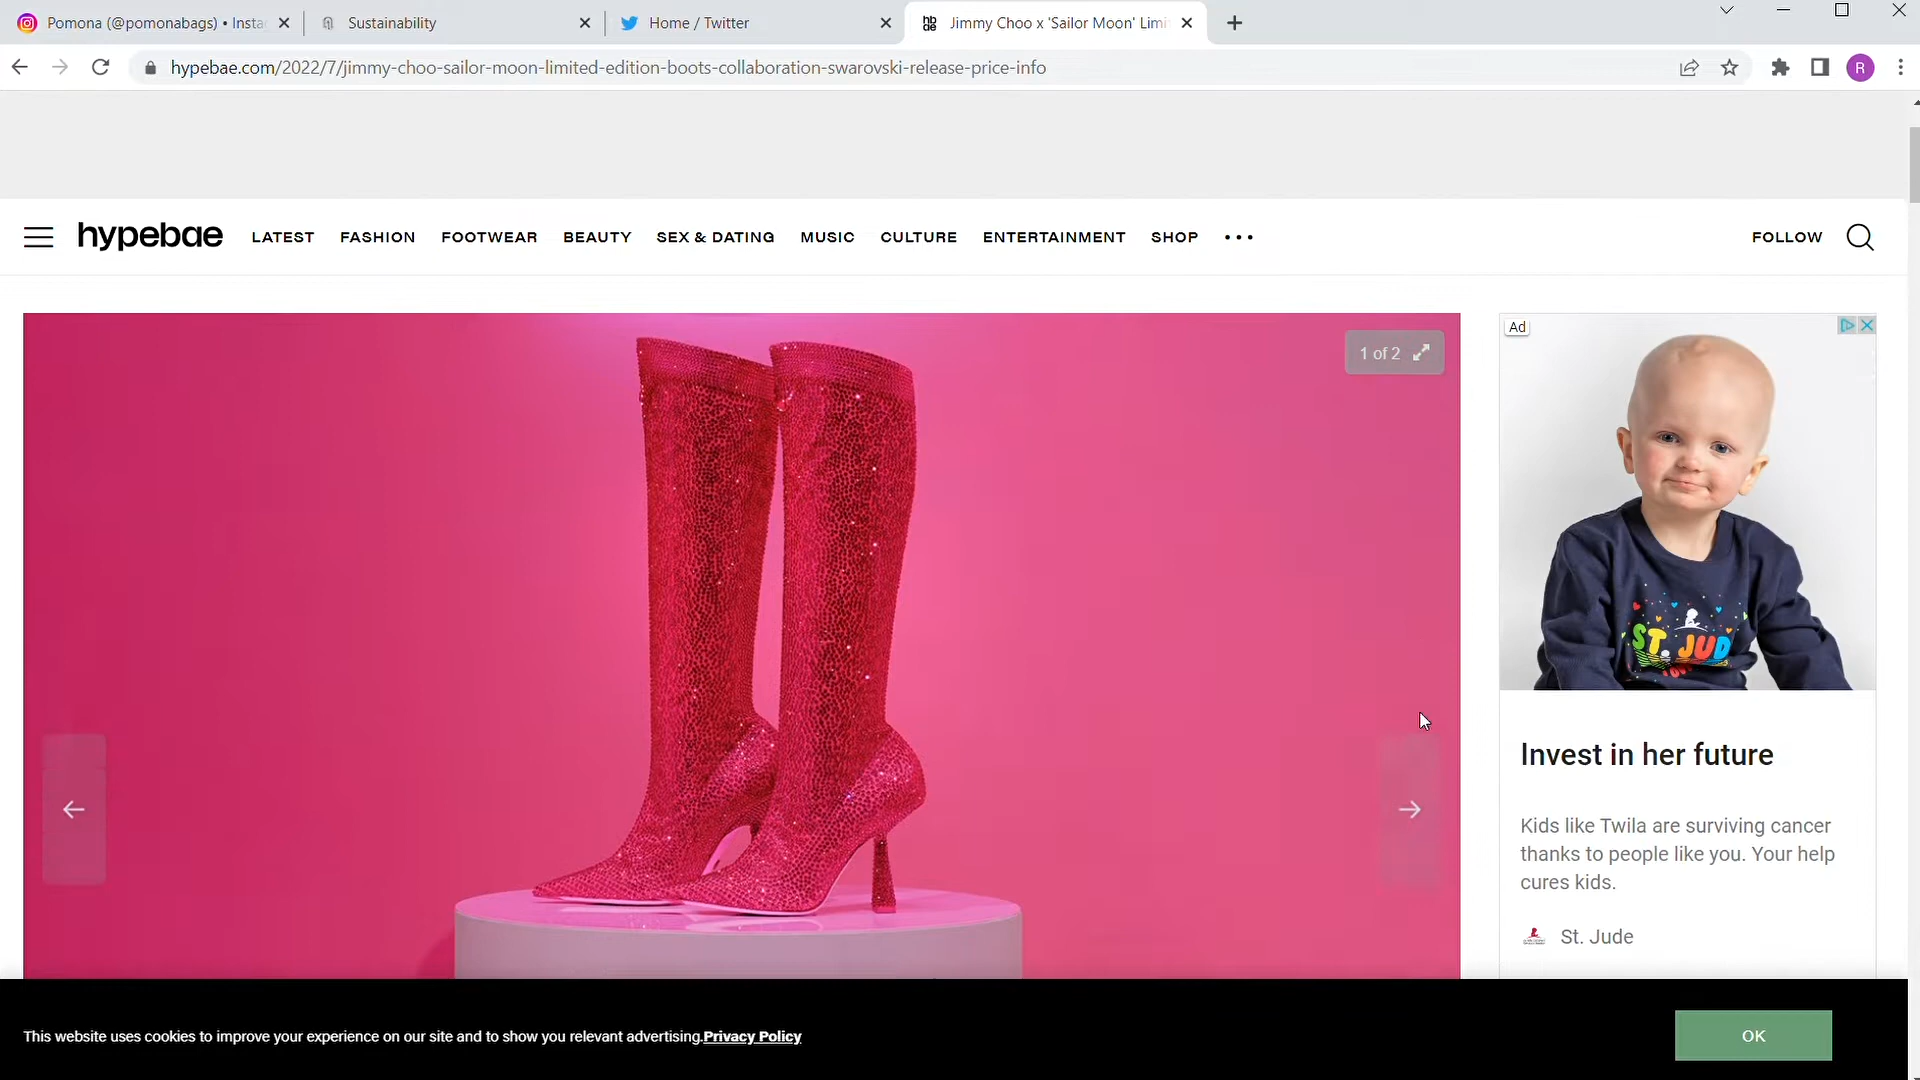 Pomona (@pomonabags) • Insta
Sustainability
Home / Twitter
hb
ae
Jimmy Choo x 'Sailor Moon' Limi
hypebae.com/2022/7/jimmy-choo-sailor-moon-limited-edition-boots-collaboration-swarovski-release-price-info
R
hypebae
LATEST
FASHION
FOOTWEAR
BEAUTY
SEX & DATING
MUSIC
CULTURE
ENTERTAINMENT
SHOP
FOLLOW
1 of 2
Ad
ST. JUD
Invest in her future
Kids like Twila are surviving cancer
thanks to people like you. Your help
cures kids.
St. Jude
This website uses cookies to improve your experience on our site and to show you relevant advertising.Privacy Policy
OK